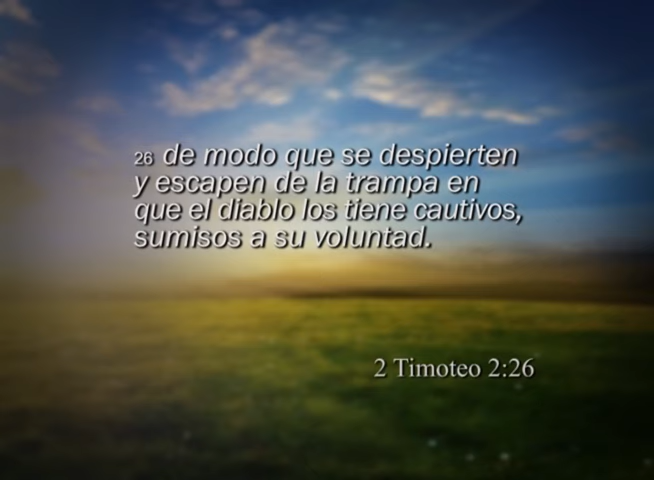 26 de modo que se despierten
y escapen de la trampa en
que el diablo los tiene cautivos,
sumisos a su voluntad.
2 Timoteo 2:26